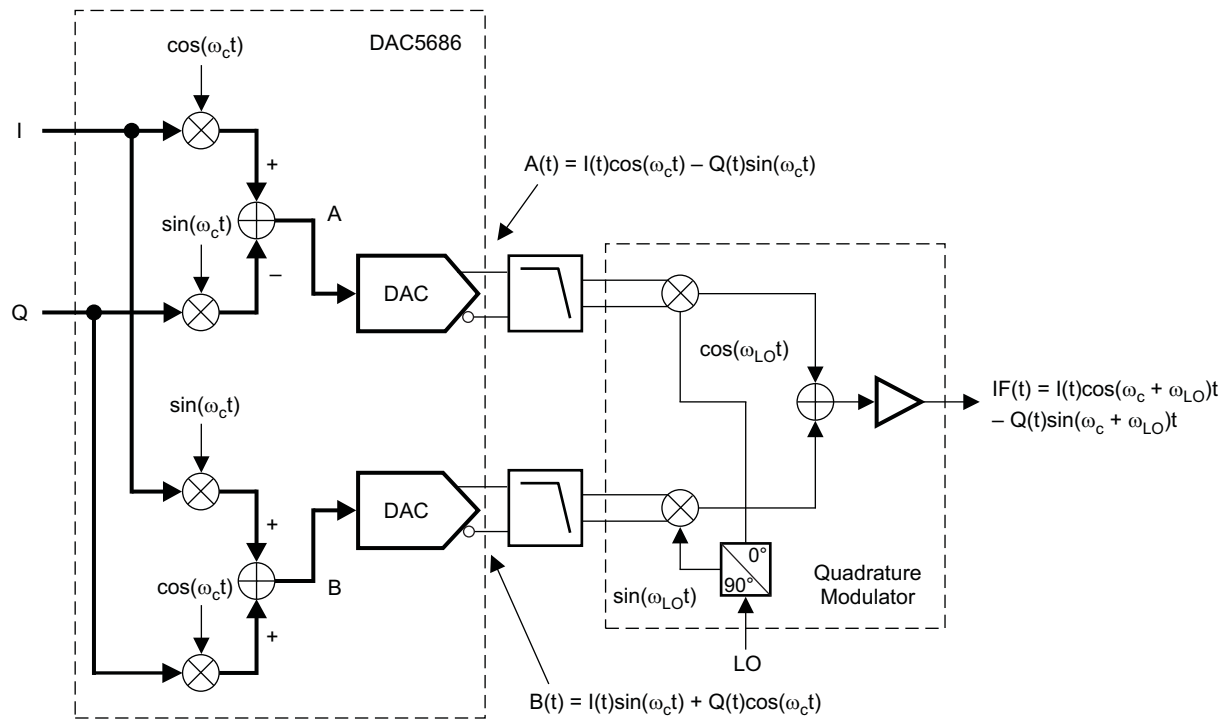 DAC5686
cos(ωct)
I
+
A(t) = I(t)cos(ωct) – Q(t)sin(ωct)
sin(ωct)
A
–
DAC
Q
cos(ωLOt)
IF(t) = I(t)cos(ωc + ωLO)t
– Q(t)sin(ωc + ωLO)t
sin(ωct)
+
DAC
cos(ωct)
B
+
sin(ωLOt)
0°
90°
Quadrature
Modulator
LO
B(t) = I(t)sin(ωct) + Q(t)cos(ωct)